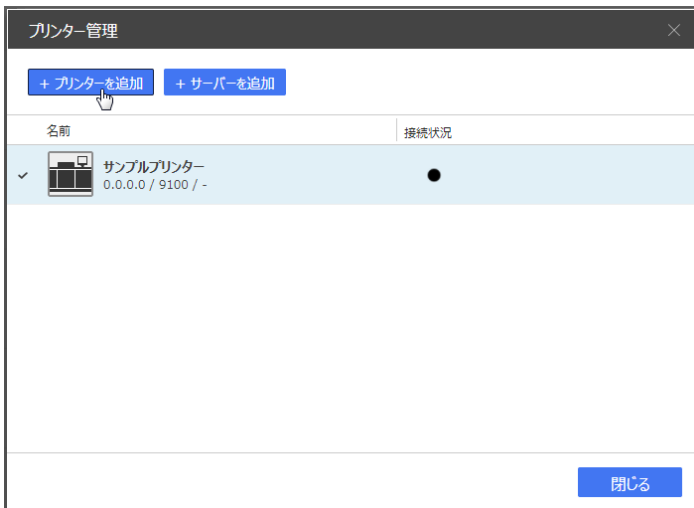 プリンター管理
+ プリンターを追加 + サーバーを追加
名前 接続状況
サンプルプリンター
0.0.0.0 / 9100 / -
閉じる